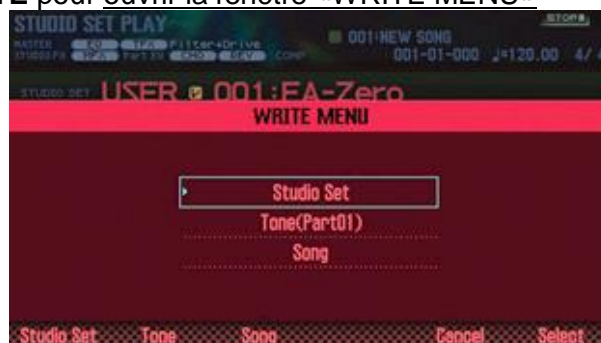 pour ouvrir la fenêtre «WRITE MENU»
STUDIO SET PLAY
STOP
MASTER EQ TFX Filter+Drive
001:NEW SONG
STUDIO FX MFX Part EQ CHO REV COMP
001-01-000 ♩=120.00 4/
STUDIO SET USER 001:FA-Zero
WRITE MENU
Studio Set
Tone(Part01)
Song
Studio Set Tone Song Cancel Select